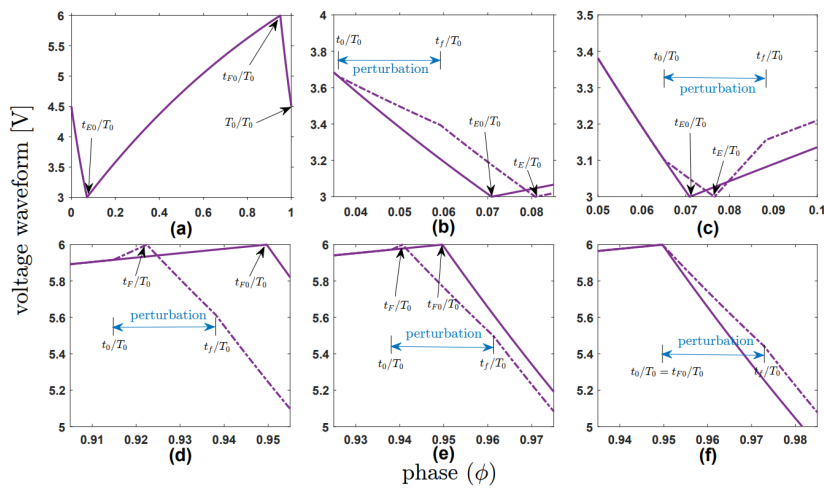 voltage waveform [V]
6
5
4.5
4
3
t_{F0}/T_0
T_0/T_0
t_{E0}/T_0
0 0.2 0.4 0.6 0.8 1
(a)
4
3.8
3.6
3.4
3.2
3
t_0/T_0 t_f/T_0
perturbation
t_{E0}/T_0
t_E/T_0
0.04 0.05 0.06 0.07 0.08
(b)
3.5
3.4
3.3
3.2
3.1
3
t_0/T_0 t_f/T_0
perturbation
t_{E0}/T_0
t_E/T_0
0.05 0.06 0.07 0.08 0.09 0.1
(c)
6
5.8
5.6
5.4
5.2
5
t_F/T_0 t_{F0}/T_0
perturbation
t_0/T_0 t_f/T_0
0.91 0.92 0.93 0.94 0.95
(d)
6
5.8
5.6
5.4
5.2
5
t_F/T_0 t_{F0}/T_0
perturbation
t_0/T_0 t_f/T_0
0.93 0.94 0.95 0.96 0.97
(e)
6
5.8
5.6
5.4
5.2
5
perturbation
t_0/T_0 = t_{F0}/T_0 t_f/T_0
0.94 0.95 0.96 0.97 0.98
(f)
phase (ϕ)